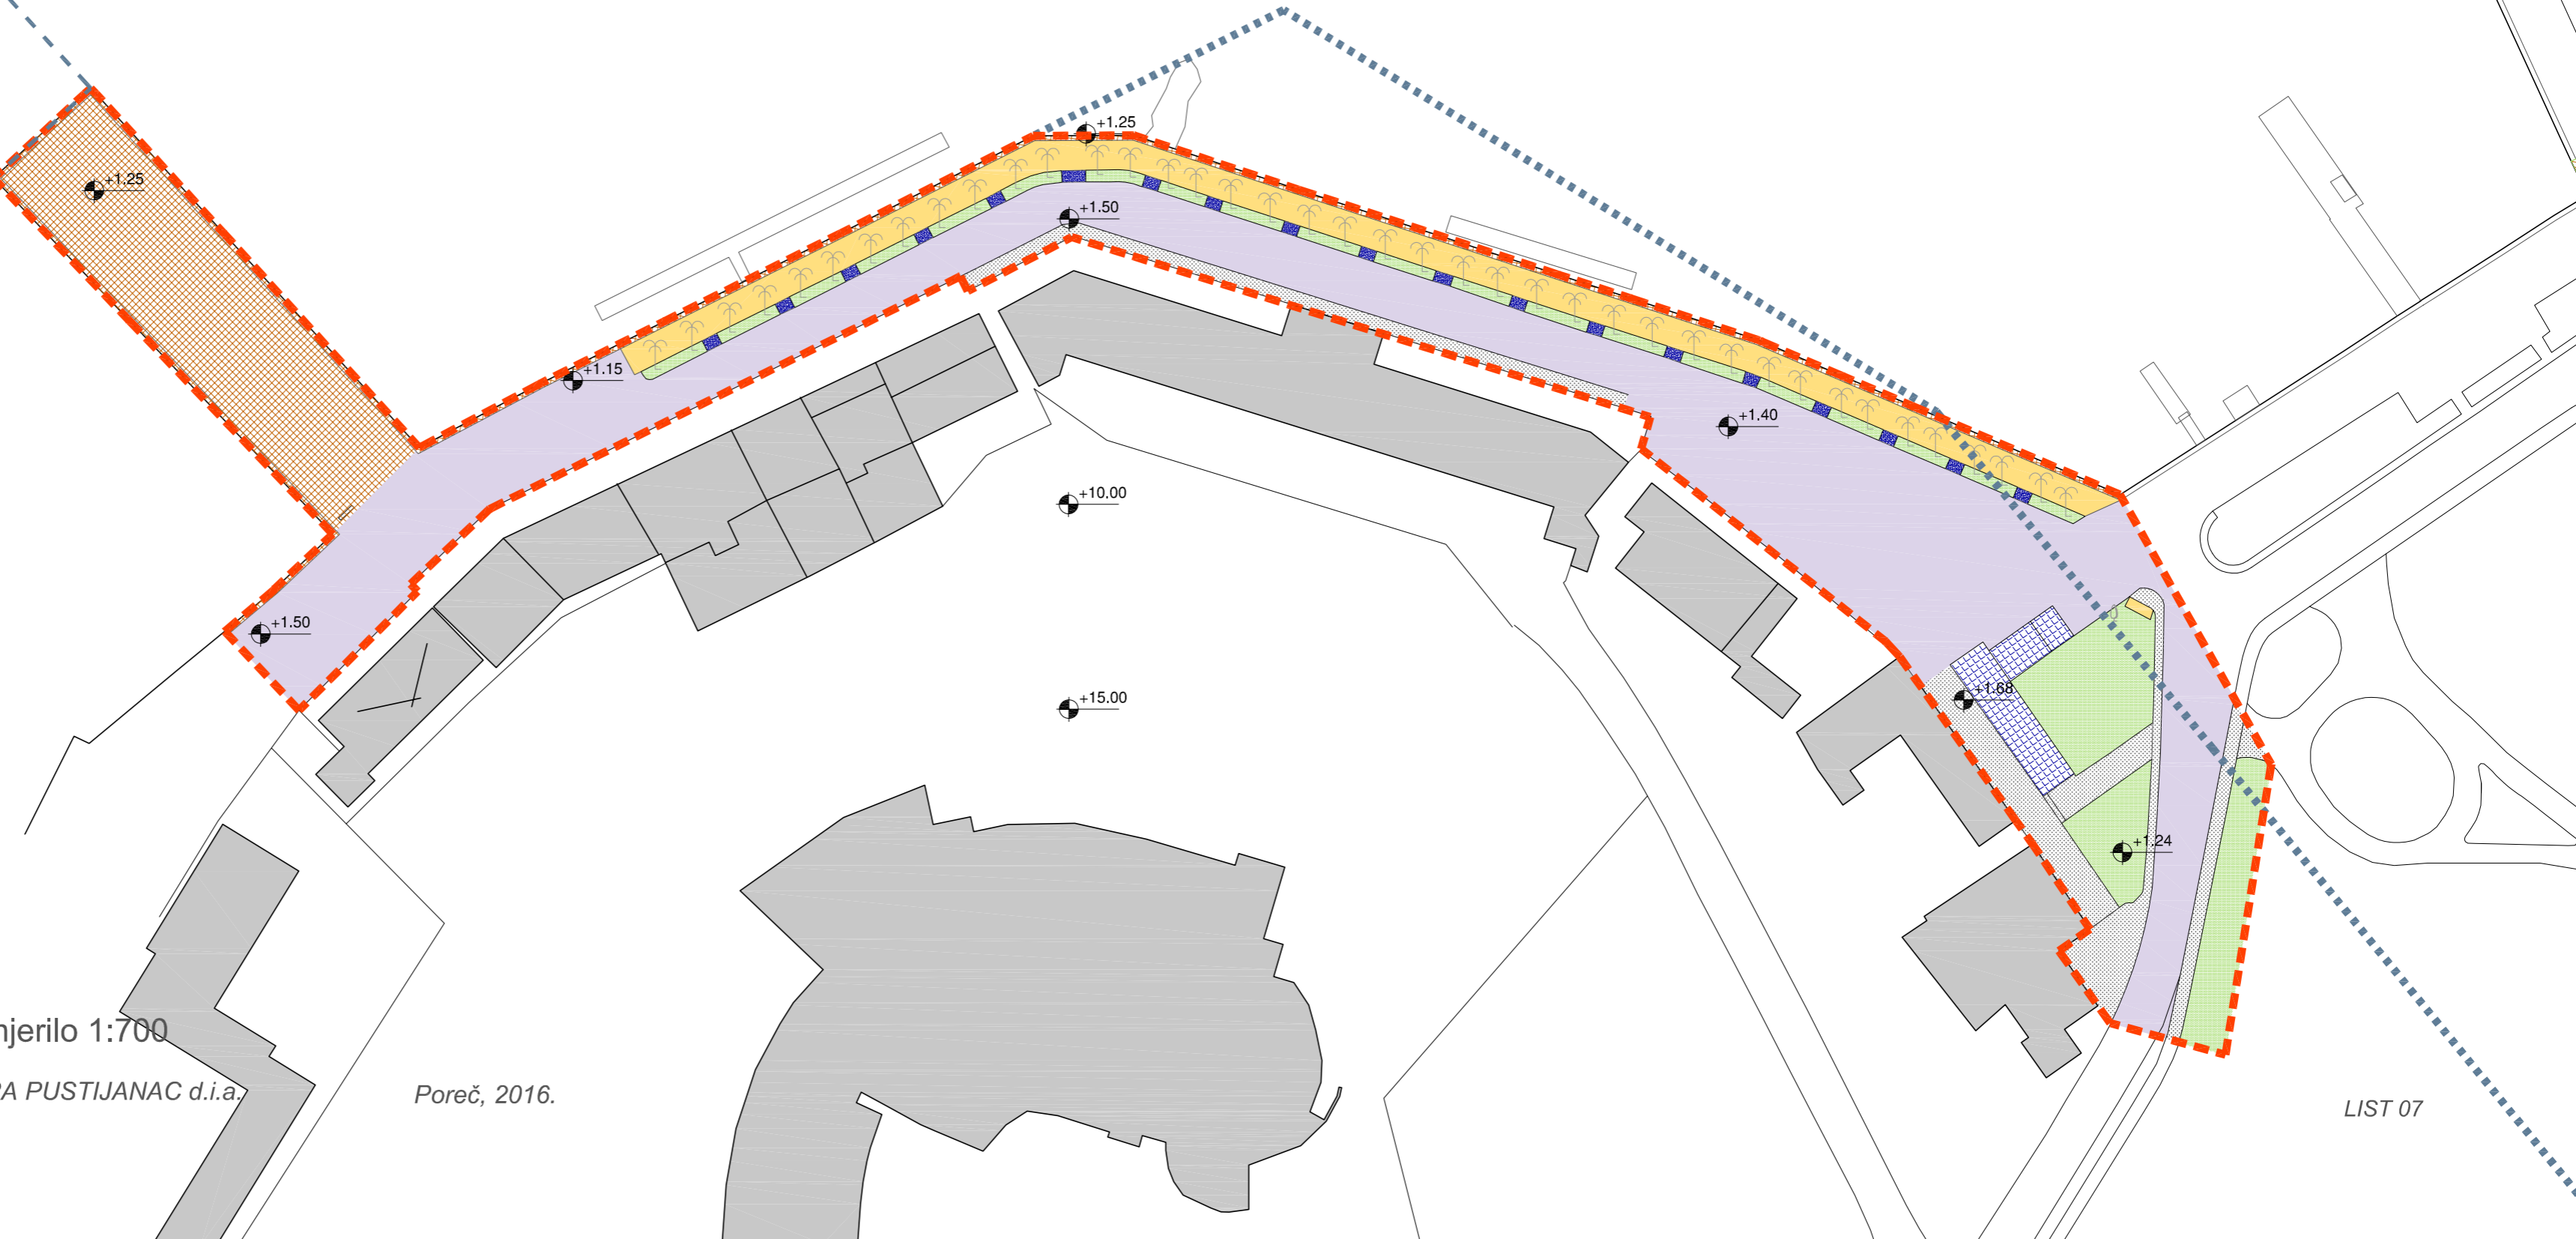 +1.25
+1.25
+1.50
+1.15
+1.40
+10.00
+1.50
+1.68
+15.00
+1.24
mjerilo 1:700
PUSTIJANAC d.i.a.
Poreč, 2016.
LIST 07